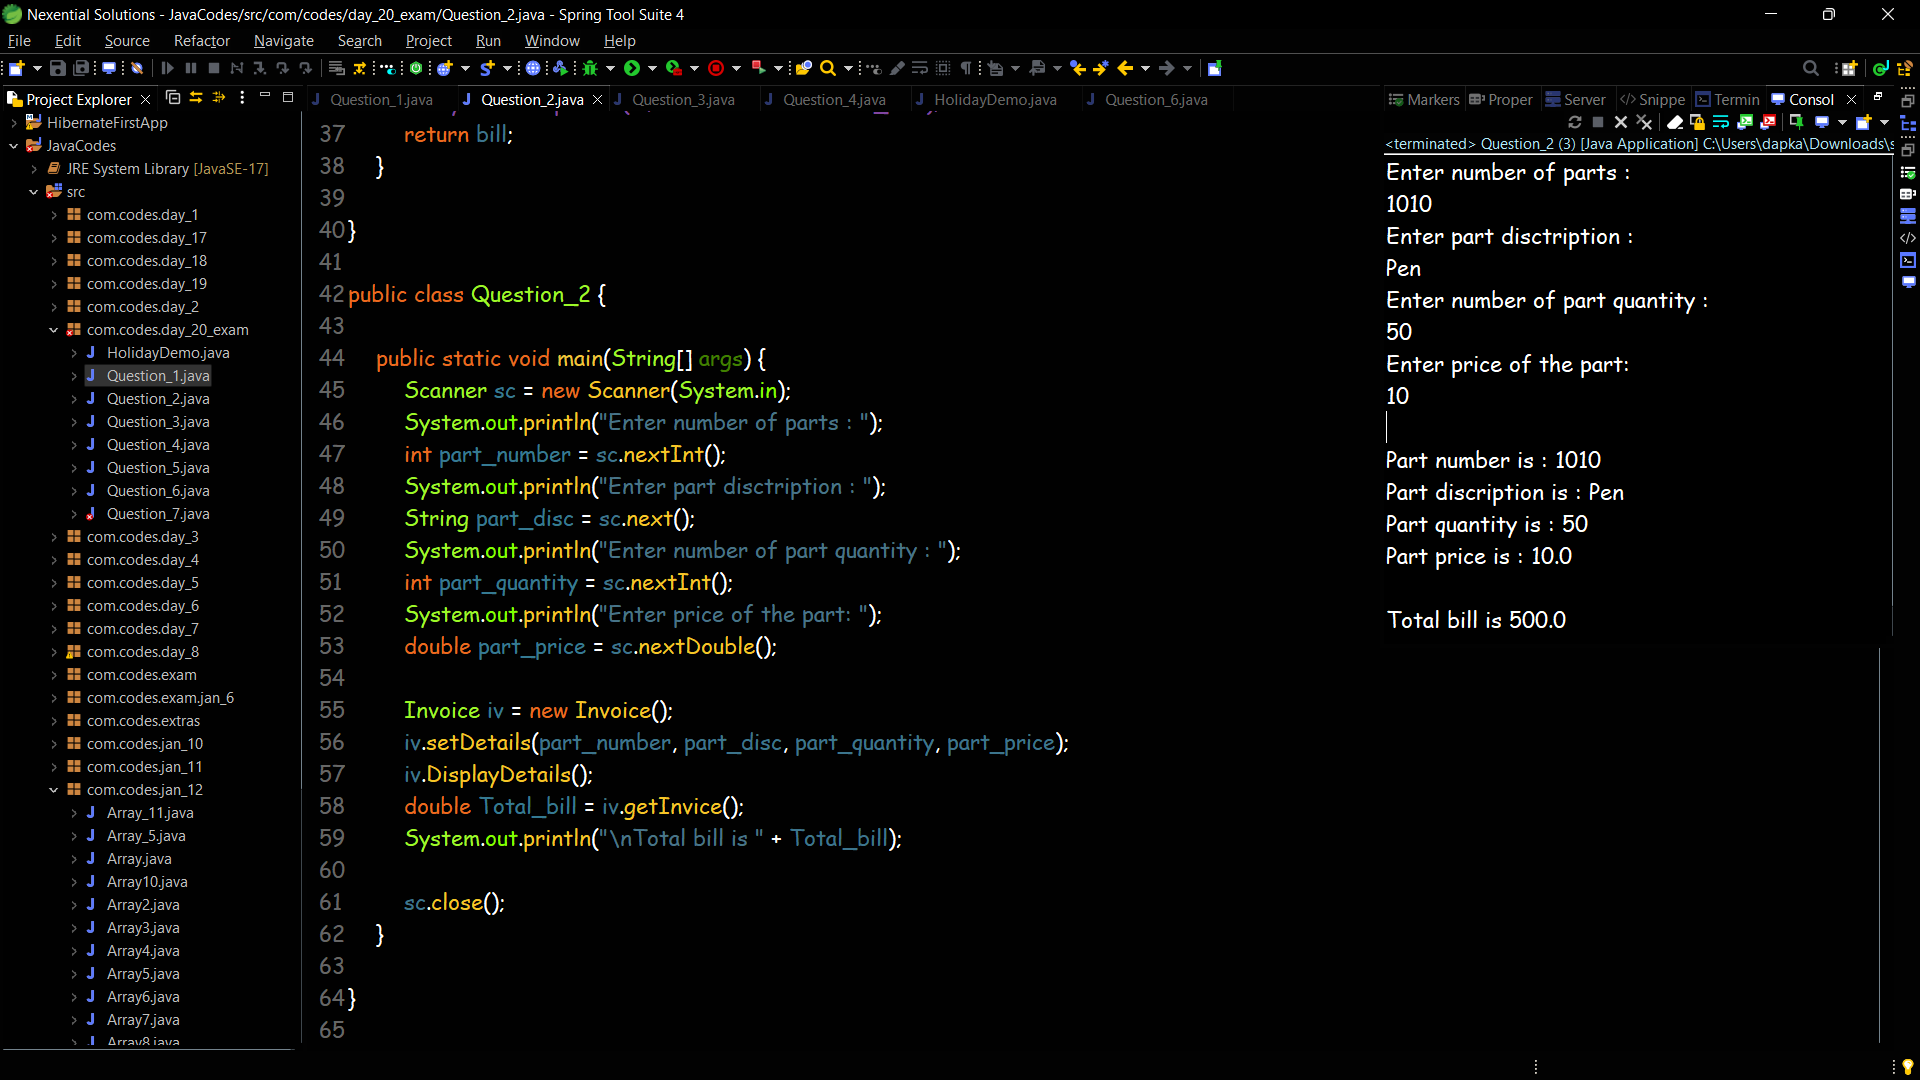 Nexential Solutions - JavaCodes/src/com/codes/day_20_exam/Question_2.java - Spring Tool Suite 4
File Edit Source Refactor Navigate Search Project Run Window Help
Project Explorer
HibernateFirstApp
JavaCodes
JRE System Library [JavaSE-17]
src
com.codes.day_1
com.codes.day_17
com.codes.day_18
com.codes.day_19
com.codes.day_2
com.codes.day_20_exam
HolidayDemo.java
Question_1.java
Question_2.java
Question_3.java
Question_4.java
Question_5.java
Question_6.java
Question_7.java
com.codes.day_3
com.codes.day_4
com.codes.day_5
com.codes.day_6
com.codes.day_7
com.codes.day_8
com.codes.exam
com.codes.exam.jan_6
com.codes.extras
com.codes.jan_10
com.codes.jan_11
com.codes.jan_12
Array_11.java
Array_5.java
Array.java
Array10.java
Array2.java
Array3.java
Array4.java
Array5.java
Array6.java
Array7.java
Array8.java
Question_1.java Question_2.java Question_3.java Question_4.java HolidayDemo.java Question_6.java
37 return bill;
38 }
39
40 }
41
42 public class Question_2 {
43
44 public static void main(String[] args) {
45 Scanner sc = new Scanner(System.in);
46 System.out.println("Enter number of parts : ");
47 int part_number = sc.nextInt();
48 System.out.println("Enter part disctription : ");
49 String part_disc = sc.next();
50 System.out.println("Enter number of part quantity : ");
51 int part_quantity = sc.nextInt();
52 System.out.println("Enter price of the part: ");
53 double part_price = sc.nextDouble();
54
55 Invoice iv = new Invoice();
56 iv.setDetails(part_number, part_disc, part_quantity, part_price);
57 iv.DisplayDetails();
58 double Total_bill = iv.getInvice();
59 System.out.println("\nTotal bill is " + Total_bill);
60
61 sc.close();
62 }
63
64 }
65
Markers Proper Server Snippe Termin Consol
<terminated> Question_2 (3) [Java Application] C:\Users\dapka\Downloads\s
Enter number of parts :
1010
Enter part disctription :
Pen
Enter number of part quantity :
50
Enter price of the part:
10
Part number is : 1010
Part discription is : Pen
Part quantity is : 50
Part price is : 10.0
Total bill is 500.0